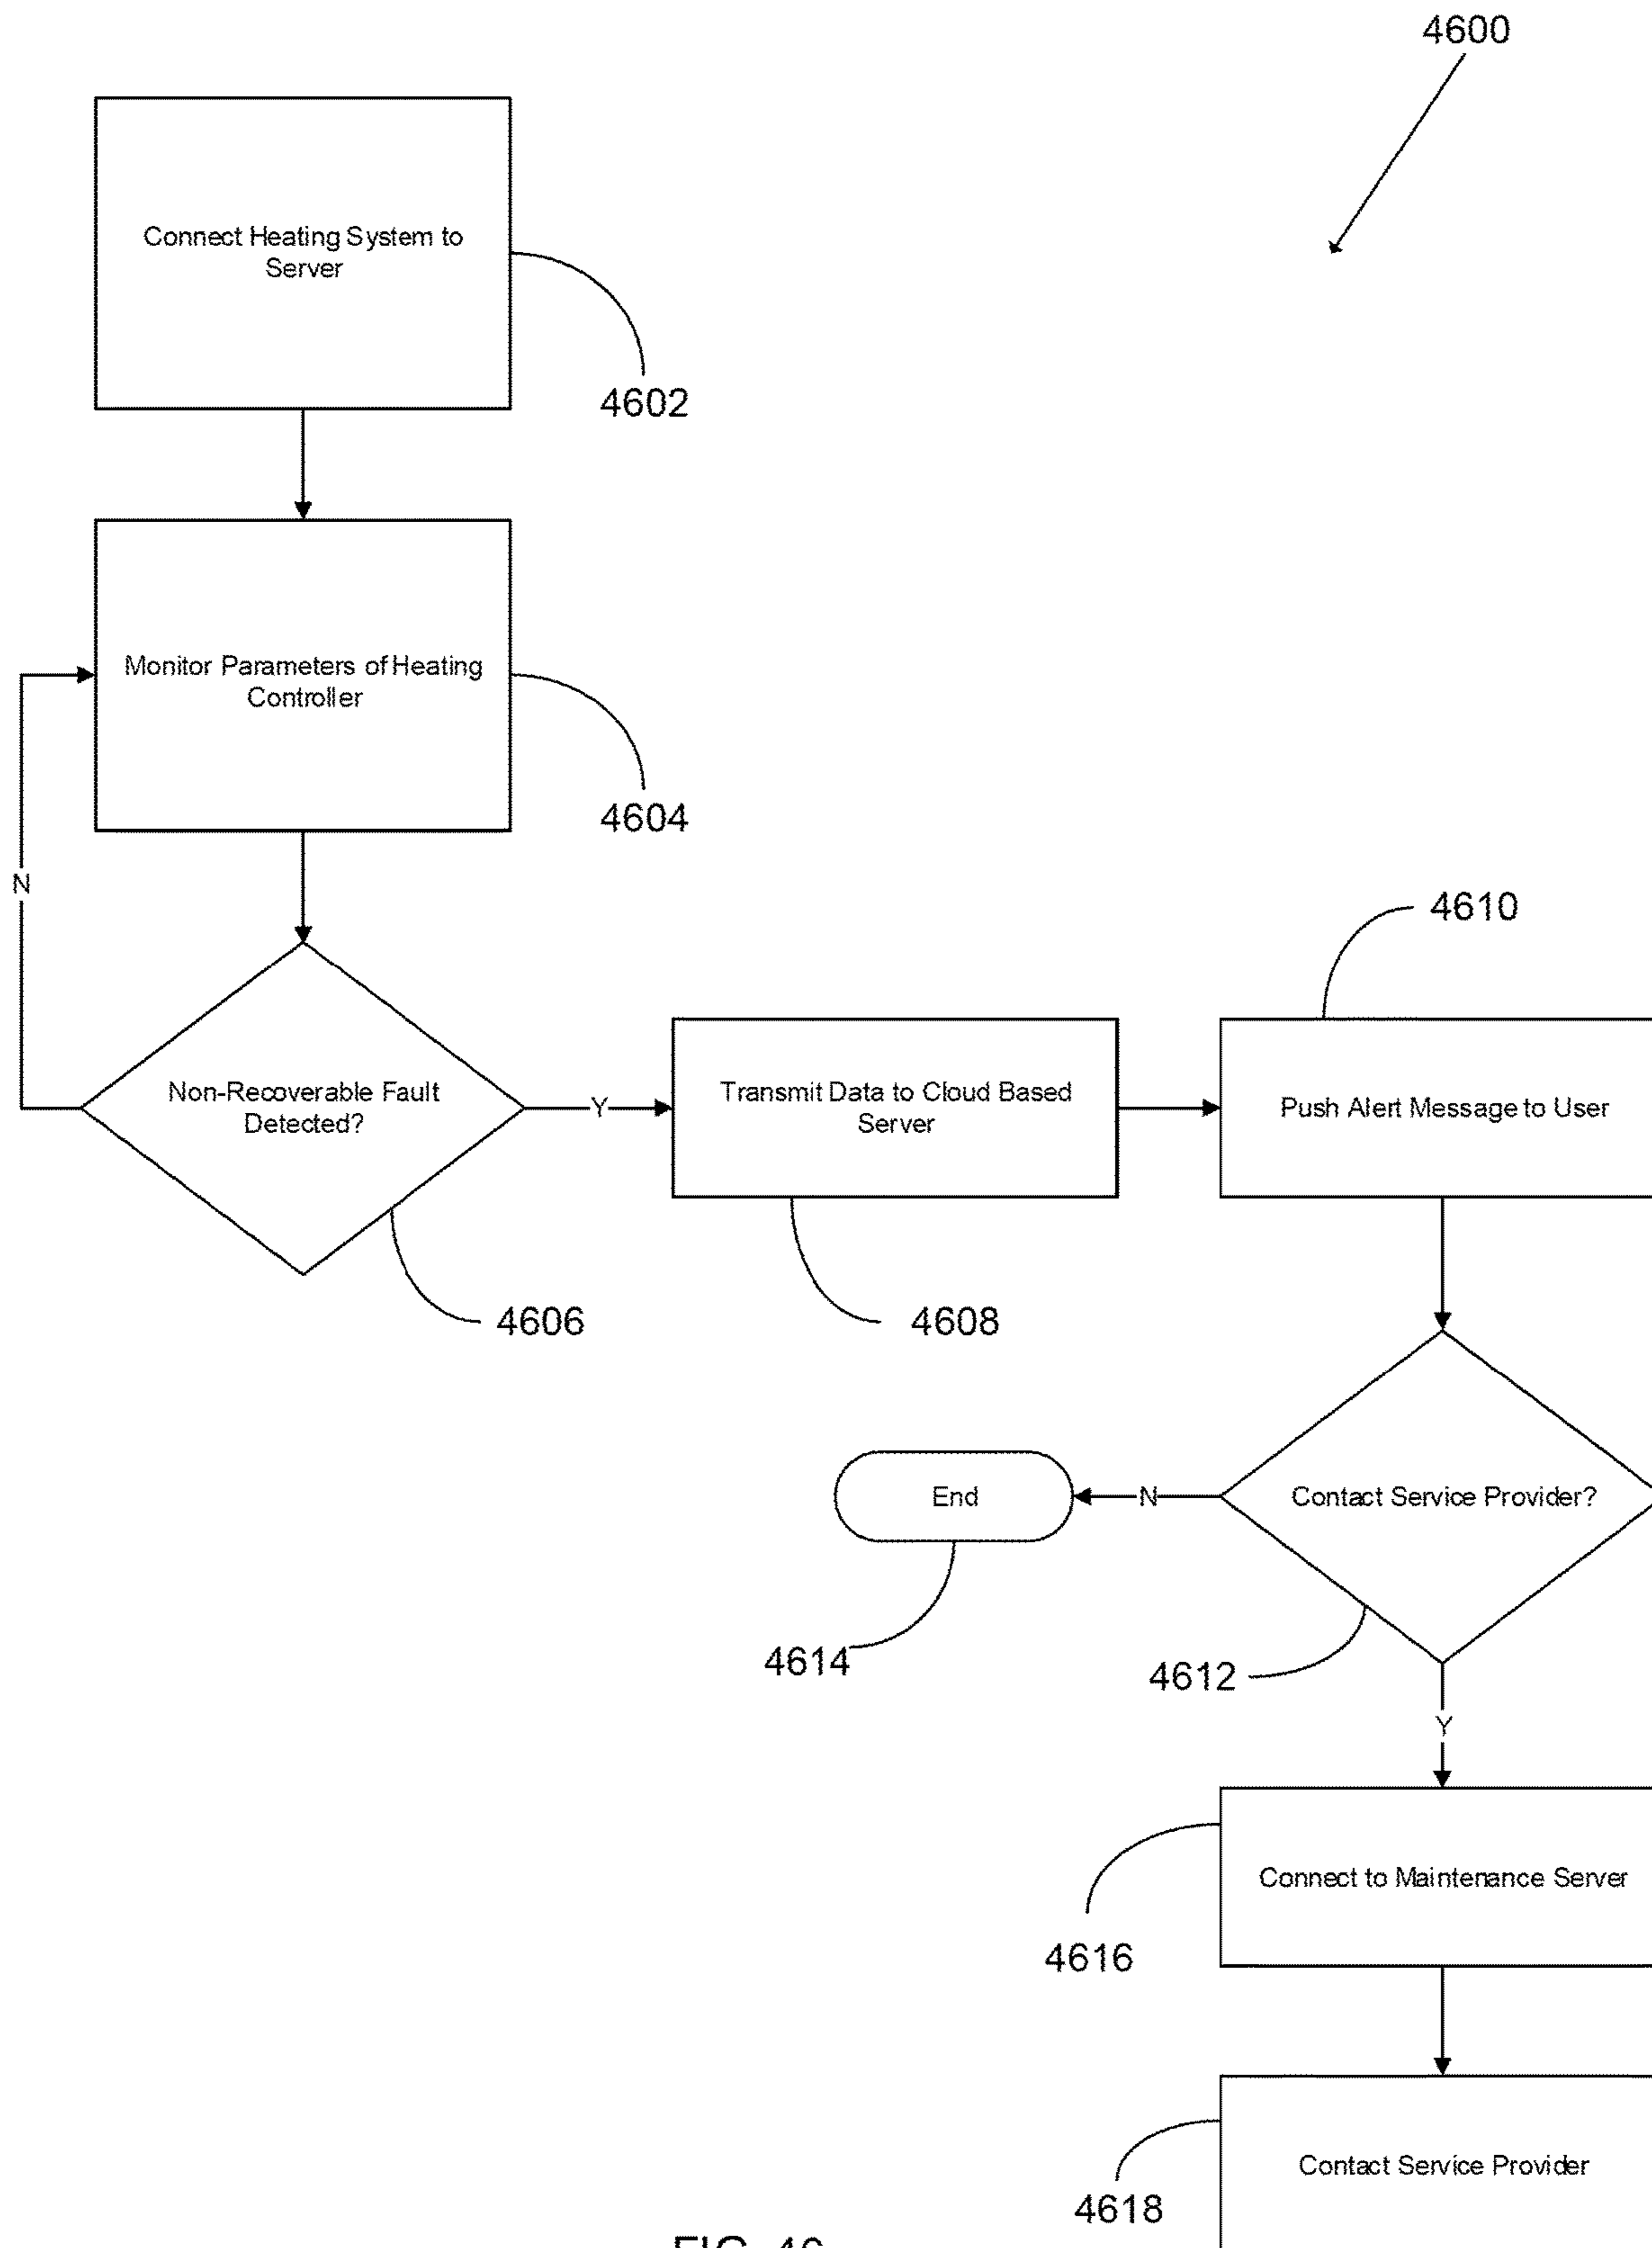 4600
Connect Heating System to
Server
4602
Monitor Parameters of Heating
Controller
4604
N
4610
Non-Recoverable Fault
Detected?
Y
Transmit Data to Cloud Based
Server
Push Alert Message to User
4606
4608
End
N
Contact Service Provider?
4614
4612
Y
Connect to Maintenance Server
4616
Contact Service Provider
4618
FIG. 46